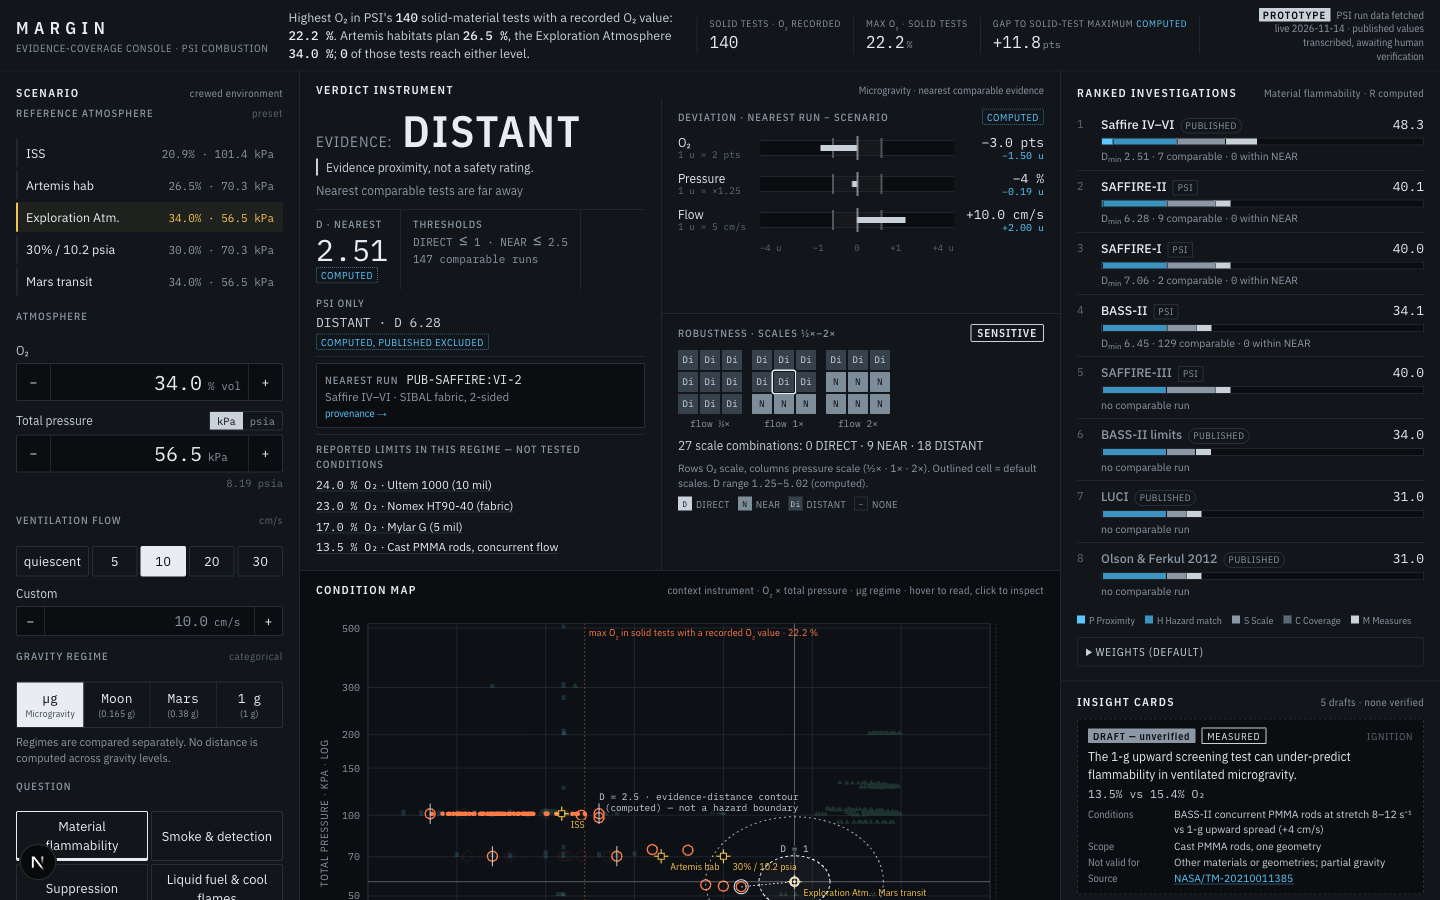 MARGIN
EVIDENCE-COVERAGE CONSOLE · PSI COMBUSTION
Highest O₂ in PSI's 140 solid-material tests with a recorded O₂ value:
22.2 %. Artemis habitats plan 26.5 %, the Exploration Atmosphere
34.0 %; 0 of those tests reach either level.
SOLID TESTS · O₂ RECORDED
140
MAX O₂ · SOLID TESTS
22.2 %
GAP TO SOLID-TEST MAXIMUM COMPUTED
+11.8 pts
PROTOTYPE PSI run data fetched
live 2026-11-14 · published values
transcribed, awaiting human
verification
SCENARIO crewed environment
REFERENCE ATMOSPHERE preset
ISS 20.9% · 101.4 kPa
Artemis hab 26.5% · 70.3 kPa
Exploration Atm. 34.0% · 56.5 kPa
30% / 10.2 psia 30.0% · 70.3 kPa
Mars transit 34.0% · 56.5 kPa
ATMOSPHERE
O₂
− 34.0 % vol +
Total pressure kPa psia
− 56.5 kPa +
8.19 psia
VENTILATION FLOW cm/s
quiescent 5 10 20 30
Custom
− 10.0 cm/s +
GRAVITY REGIME categorical
µg Moon Mars 1 g
Microgravity (0.165 g) (0.38 g) (1 g)
Regimes are compared separately. No distance is
computed across gravity levels.
QUESTION
Material flammability
Smoke & detection
Suppression
Liquid fuel & cool flames
N
VERDICT INSTRUMENT Microgravity · nearest comparable evidence
EVIDENCE: DISTANT
Evidence proximity, not a safety rating.
Nearest comparable tests are far away
D · NEAREST
2.51
COMPUTED
THRESHOLDS
DIRECT ≤ 1 · NEAR ≤ 2.5
147 comparable runs
PSI ONLY
DISTANT · D 6.28
COMPUTED, PUBLISHED EXCLUDED
NEAREST RUN PUB-SAFFIRE:VI-2
Saffire IV–VI · SIBAL fabric, 2-sided
provenance →
REPORTED LIMITS IN THIS REGIME — NOT TESTED
CONDITIONS
24.0 % O₂ · Ultem 1000 (10 mil)
23.0 % O₂ · Nomex HT90-40 (fabric)
17.0 % O₂ · Mylar G (5 mil)
13.5 % O₂ · Cast PMMA rods, concurrent flow
DEVIATION · NEAREST RUN − SCENARIO COMPUTED
O₂ −3.0 pts
1 u = 2 pts −1.50 u
Pressure −4 %
1 u = ×1.25 −0.19 u
Flow +10.0 cm/s
1 u = 5 cm/s +2.00 u
−4 u −1 0 +1 +4 u
ROBUSTNESS · SCALES ½×–2× SENSITIVE
Di Di Di Di Di Di Di Di Di
Di Di Di Di Di Di N N N
Di Di Di N N N N N N
flow ½× flow 1× flow 2×
27 scale combinations: 0 DIRECT · 9 NEAR · 18 DISTANT
Rows O₂ scale, columns pressure scale (½× · 1× · 2×). Outlined cell = default
scales. D range 1.25–5.02 (computed).
D DIRECT N NEAR Di DISTANT − NONE
CONDITION MAP context instrument · O₂ × total pressure · µg regime · hover to read, click to inspect
TOTAL PRESSURE · KPA · LOG
500
300
200
150
100
70
50
max O₂ in solid tests with a recorded O₂ value · 22.2 %
D = 2.5 · evidence-distance contour
(computed) — not a hazard boundary
ISS
D = 1
Artemis hab 30% / 10.2 psia
Exploration Atm. · Mars transit
RANKED INVESTIGATIONS Material flammability · R computed
1 Saffire IV–VI PUBLISHED 48.3
Dmin 2.51 · 7 comparable · 0 within NEAR
2 SAFFIRE-II PSI 40.1
Dmin 6.28 · 9 comparable · 0 within NEAR
3 SAFFIRE-I PSI 40.0
Dmin 7.06 · 2 comparable · 0 within NEAR
4 BASS-II PSI 34.1
Dmin 6.45 · 129 comparable · 0 within NEAR
5 SAFFIRE-III PSI 40.0
no comparable run
6 BASS-II limits PUBLISHED 34.0
no comparable run
7 LUCI PUBLISHED 31.0
no comparable run
8 Olson & Ferkul 2012 PUBLISHED 31.0
no comparable run
P Proximity H Hazard match S Scale C Coverage M Measures
▶ WEIGHTS (DEFAULT)
INSIGHT CARDS 5 drafts · none verified
DRAFT — unverified MEASURED IGNITION
The 1-g upward screening test can under-predict
flammability in ventilated microgravity.
13.5% vs 15.4% O₂
Conditions BASS-II concurrent PMMA rods at stretch 8–12 s⁻¹
vs 1-g upward spread (+4 cm/s)
Scope Cast PMMA rods, one geometry
Not valid for Other materials or geometries; partial gravity
Source NASA/TM-20210011385